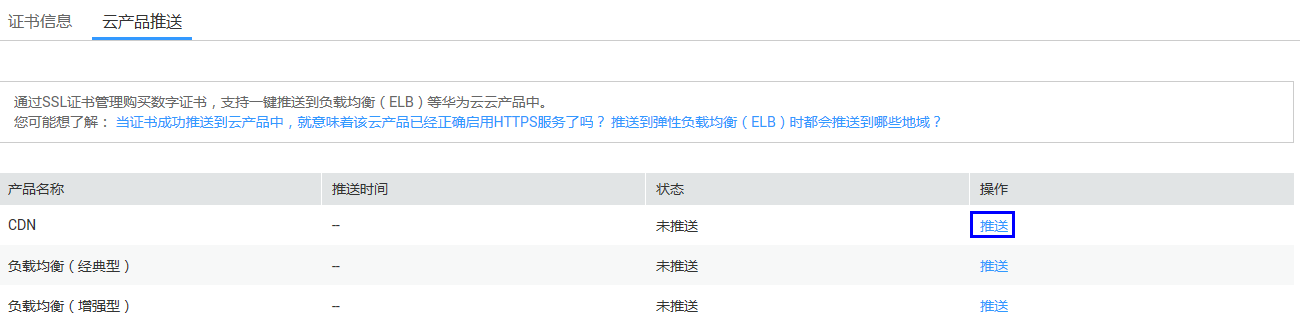 证书信息 云产品推送
通过SSL证书管理购买数字证书，支持一键推送到负载均衡（ELB）等华为云云产品中。
您可能想了解： 当证书成功推送到云产品中，就意味着该云产品已经正确启用HTTPS服务了吗？ 推送到弹性负载均衡（ELB）时都会推送到哪些地域？
产品名称 推送时间 状态 操作
CDN -- 未推送 推送
负载均衡（经典型） -- 未推送 推送
负载均衡（增强型） -- 未推送 推送